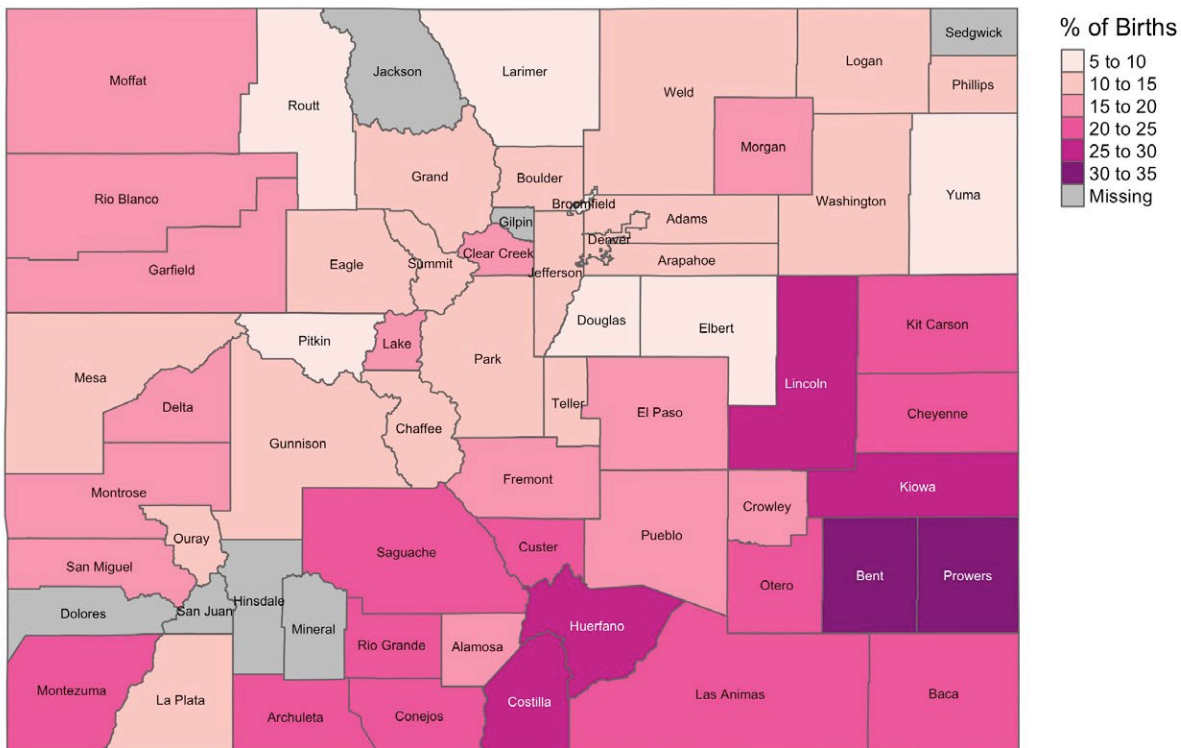 % of Births
5 to 10
10 to 15
15 to 20
20 to 25
25 to 30
30 to 35
Missing
Sedgwick
Logan
Jackson
Larimer
Moffat
Phillips
Weld
Routt
Morgan
Grand
Boulder
Yuma
Rio Blanco
Washington
Broomfield
Gilpin
Adams
Denver
Clear Creek
Arapahoe
Summit
Eagle
Garfield
Jefferson
Douglas
Elbert
Kit Carson
Pitkin
Lake
Park
Mesa
Lincoln
Teller
Delta
El Paso
Cheyenne
Chaffee
Gunnison
Fremont
Kiowa
Montrose
Crowley
Pueblo
Ouray
Custer
Saguache
San Miguel
Bent
Prowers
Otero
Hinsdale
San Juan
Dolores
Mineral
Huerfano
Rio Grande
Alamosa
Montezuma
Las Animas
Baca
La Plata
Costilla
Archuleta
Conejos